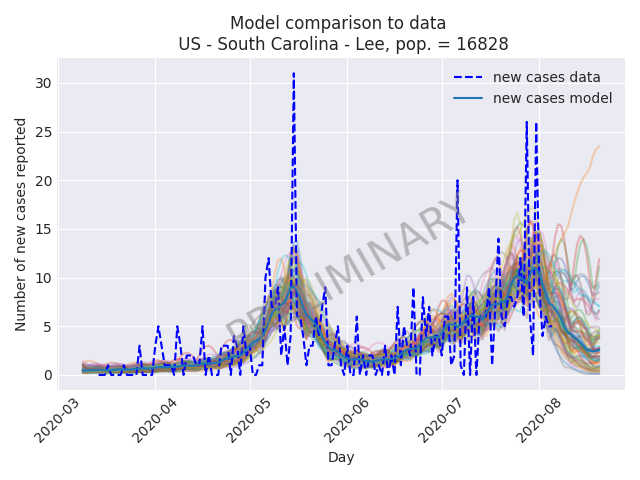 Model comparison to data
US - South Carolina - Lee, pop. = 16828
new cases data
new cases model
Number of new cases reported
30
25
20
15
10
5
0
PRELIMINARY
2020-03
2020-04
2020-05
2020-06
2020-07
2020-08
Day